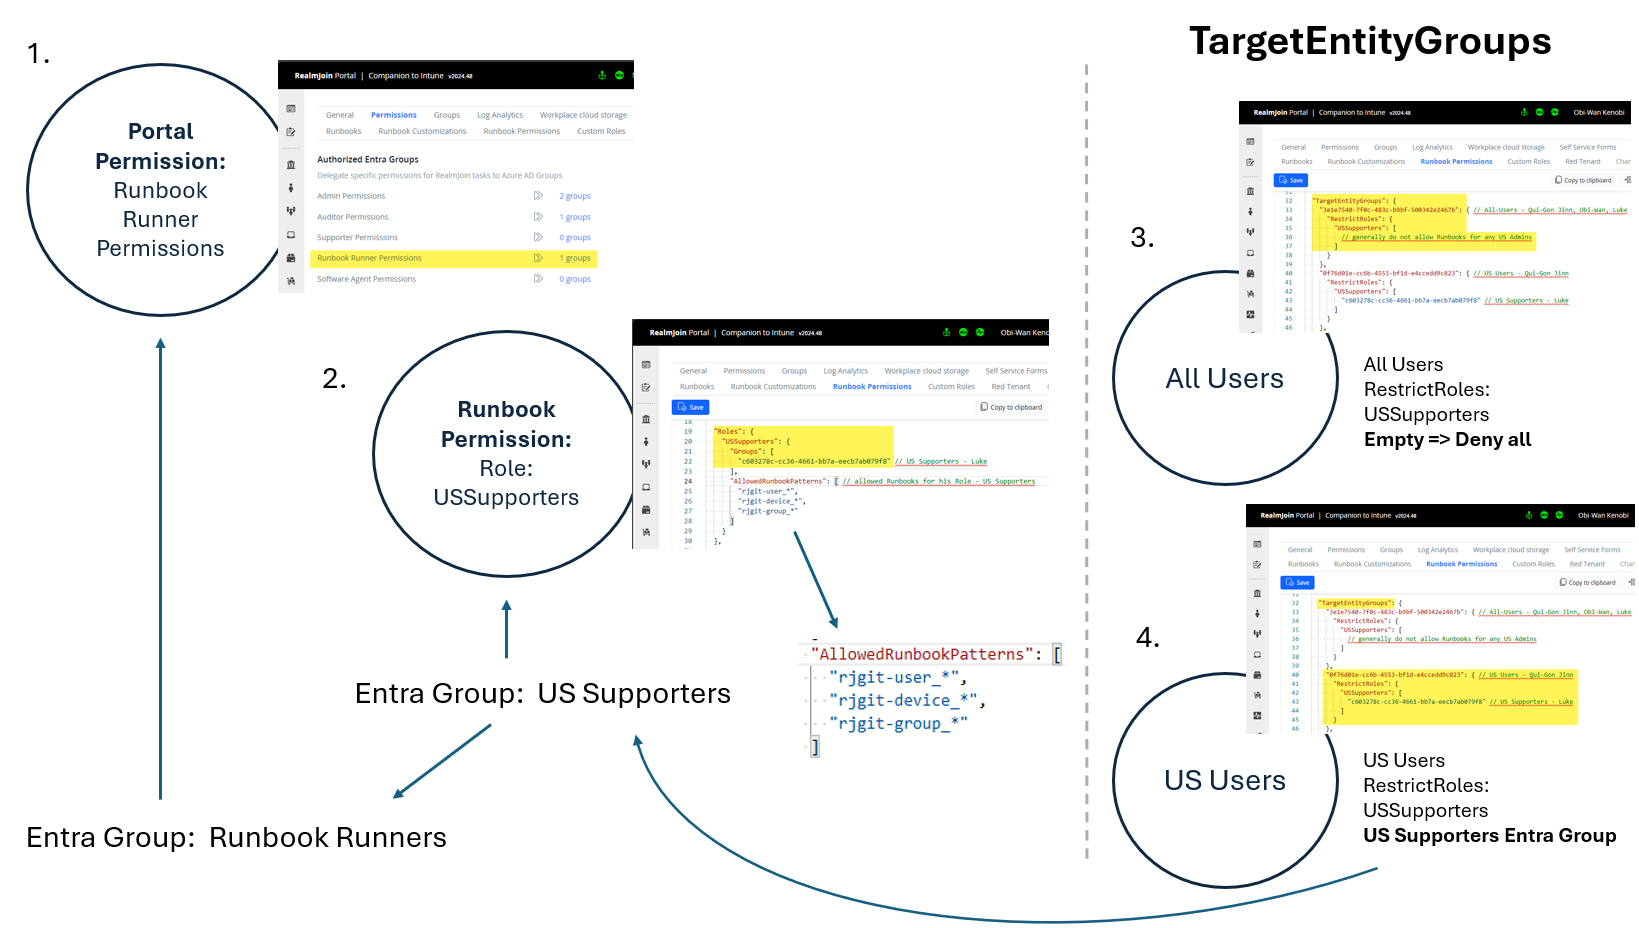 TargetEntityGroups
1.
Portal
Permission:
Runbook
Runner
Permissions
RealmJoin Portal | Companion to Intune v2024.48
General Permissions Groups Log Analytics Workplace cloud storage
Runbooks Runbook Customizations Runbook Permissions Custom Roles
Authorized Entra Groups
Delegate specific permissions for RealmJoin tasks to Azure AD Groups
Admin Permissions 2 groups
Auditor Permissions 1 groups
Supporter Permissions 0 groups
Runbook Runner Permissions 1 groups
Software Agent Permissions 0 groups
2.
Runbook
Permission:
Role:
USSupporters
RealmJoin Portal | Companion to Intune v2024.48 Obi-Wan Keno
General Permissions Groups Log Analytics Workplace cloud storage Self Service Forms
Runbooks Runbook Customizations Runbook Permissions Custom Roles Red Tenant
Save Copy to clipboard
18
19 "Roles": {
20 "USSupporters": {
21 "Groups": [
22 "c603278c-cc36-4661-bb7a-eecb7ab079f8" // US Supporters - Luke
23 ],
24 "AllowedRunbookPatterns": [ // allowed Runbooks for his Role - US Supporters
25 "rjgit-user_*",
26 "rjgit-device_*",
27 "rjgit-group_*"
28 ]
29 }
30 },
"AllowedRunbookPatterns": [
"rjgit-user_*",
"rjgit-device_*",
"rjgit-group_*"
]
Entra Group: US Supporters
Entra Group: Runbook Runners
3.
All Users
RealmJoin Portal | Companion to Intune v2024.48 Obi-Wan Kenobi
General Permissions Groups Log Analytics Workplace cloud storage Self Service Forms
Runbooks Runbook Customizations Runbook Permissions Custom Roles Red Tenant Char
Save Copy to clipboard
31
32 "TargetEntityGroups": {
33 "3e1e7540-7f0c-483c-b9bf-500342e2467b": { // All-Users - Qui-Gon Jinn, Obi-Wan, Luke
34 "RestrictRoles": {
35 "USSupporters": [
36 // generally do not allow Runbooks for any US Admins
37 ]
38 }
39 },
40 "0f76d01e-cc6b-4553-bf1d-e4ccedd9c823": { // US Users - Qui-Gon Jinn
41 "RestrictRoles": {
42 "USSupporters": [
43 "c603278c-cc36-4661-bb7a-eecb7ab079f8" // US Supporters - Luke
44 ]
45 }
46 },
All Users
RestrictRoles:
USSupporters
Empty => Deny all
4.
US Users
RealmJoin Portal | Companion to Intune v2024.48 Obi-Wan Kenobi
General Permissions Groups Log Analytics Workplace cloud storage Self Service Forms
Runbooks Runbook Customizations Runbook Permissions Custom Roles Red Tenant Char
Save Copy to clipboard
32 "TargetEntityGroups": {
33 "3e1e7540-7f0c-483c-b9bf-500342e2467b": { // All-Users - Qui-Gon Jinn, Obi-Wan, Luke
34 "RestrictRoles": {
35 "USSupporters": [
36 // generally do not allow Runbooks for any US Admins
37 ]
38 }
39 },
40 "0f76d01e-cc6b-4553-bf1d-e4ccedd9c823": { // US Users - Qui-Gon Jinn
41 "RestrictRoles": {
42 "USSupporters": [
43 "c603278c-cc36-4661-bb7a-eecb7ab079f8" // US Supporters - Luke
44 ]
45 }
46 },
US Users
RestrictRoles:
USSupporters
US Supporters Entra Group